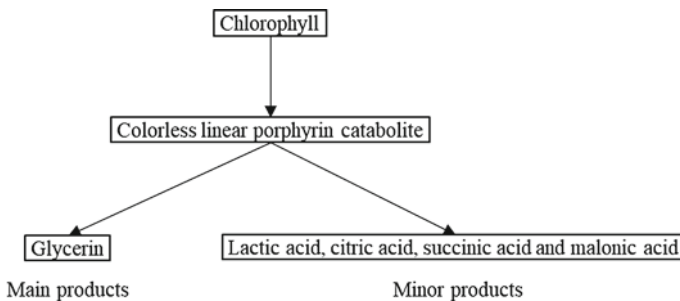 Chlorophyll
Colorless linear porphyrin catabolite
Glycerin
Lactic acid, citric acid, succinic acid and malonic acid
Main products
Minor products